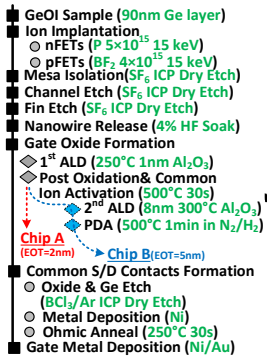 GeOI Sample (90nm Ge layer)
Ion Implantation
nFETs (P 5×10¹⁵ 15 keV)
pFETs (BF₂ 4×10¹⁵ 15 keV)
Mesa Isolation(SF₆ ICP Dry Etch)
Channel Etch(SF₆ ICP Dry Etch)
Fin Etch (SF₆ ICP Dry Etch)
Nanowire Release (4% HF Soak)
Gate Oxide Formation
1ˢᵗ ALD (250°C 1nm Al₂O₃)
Post Oxidation& Common
Ion Activation (500°C 30s)
2ⁿᵈ ALD (8nm 300°C Al₂O₃)
PDA (500°C 1min in N₂/H₂)
Chip A
(EOT=2nm)
Chip B(EOT=5nm)
Common S/D Contacts Formation
Oxide & Ge Etch
(BCl₃/Ar ICP Dry Etch)
Metal Deposition (Ni)
Ohmic Anneal (250°C 30s)
Gate Metal Deposition (Ni/Au)